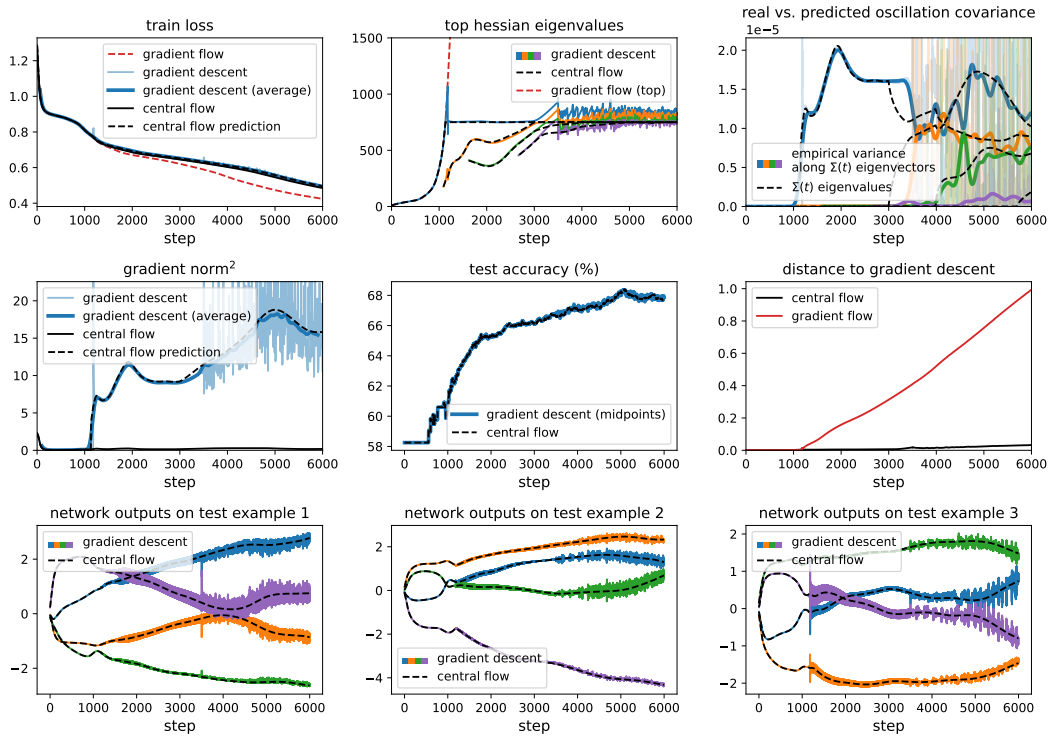 train loss
gradient flow
gradient descent
gradient descent (average)
central flow
central flow prediction
1.2
1.0
0.8
0.6
0.4
0 1000 2000 3000 4000 5000 6000
step
top hessian eigenvalues
gradient descent
central flow
gradient flow (top)
1500
1000
500
0
0 1000 2000 3000 4000 5000 6000
step
real vs. predicted oscillation covariance
1e−5
empirical variance
along Σ(t) eigenvectors
Σ(t) eigenvalues
2.0
1.5
1.0
0.5
0.0
0 1000 2000 3000 4000 5000 6000
step
gradient norm²
gradient descent
gradient descent (average)
central flow
central flow prediction
20
15
10
5
0
0 1000 2000 3000 4000 5000 6000
step
test accuracy (%)
gradient descent (midpoints)
central flow
68
66
64
62
60
58
0 1000 2000 3000 4000 5000 6000
step
distance to gradient descent
central flow
gradient flow
1.0
0.8
0.6
0.4
0.2
0.0
0 1000 2000 3000 4000 5000 6000
step
network outputs on test example 1
gradient descent
central flow
2
0
−2
0 1000 2000 3000 4000 5000 6000
step
network outputs on test example 2
gradient descent
central flow
2
0
−2
−4
0 1000 2000 3000 4000 5000 6000
step
network outputs on test example 3
gradient descent
central flow
2
1
0
−1
−2
0 1000 2000 3000 4000 5000 6000
step